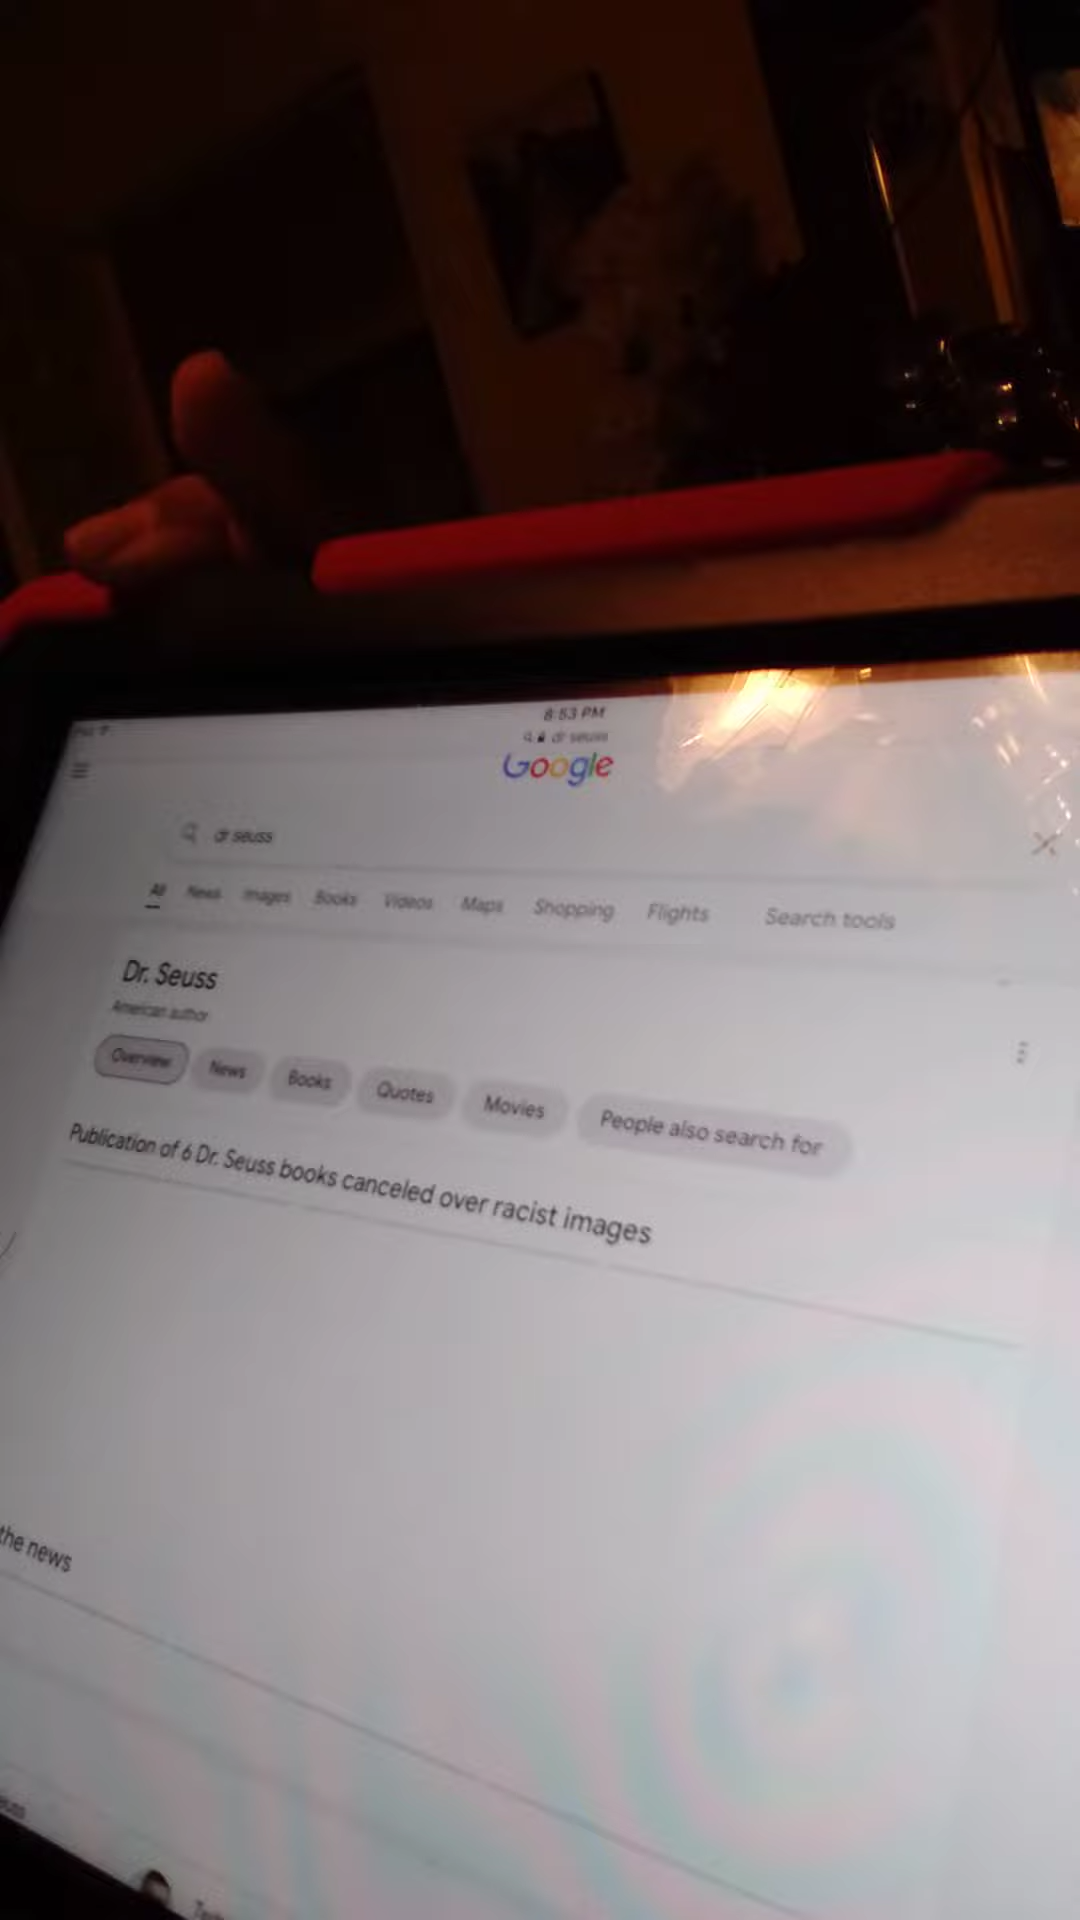 8:53 PM
dr seuss
Google
dr seuss
All News Images Books Videos Maps Shopping Flights Search tools
Dr. Seuss
American author
Overview News Books Quotes Movies People also search for
Publication of 6 Dr. Seuss books canceled over racist images
the news